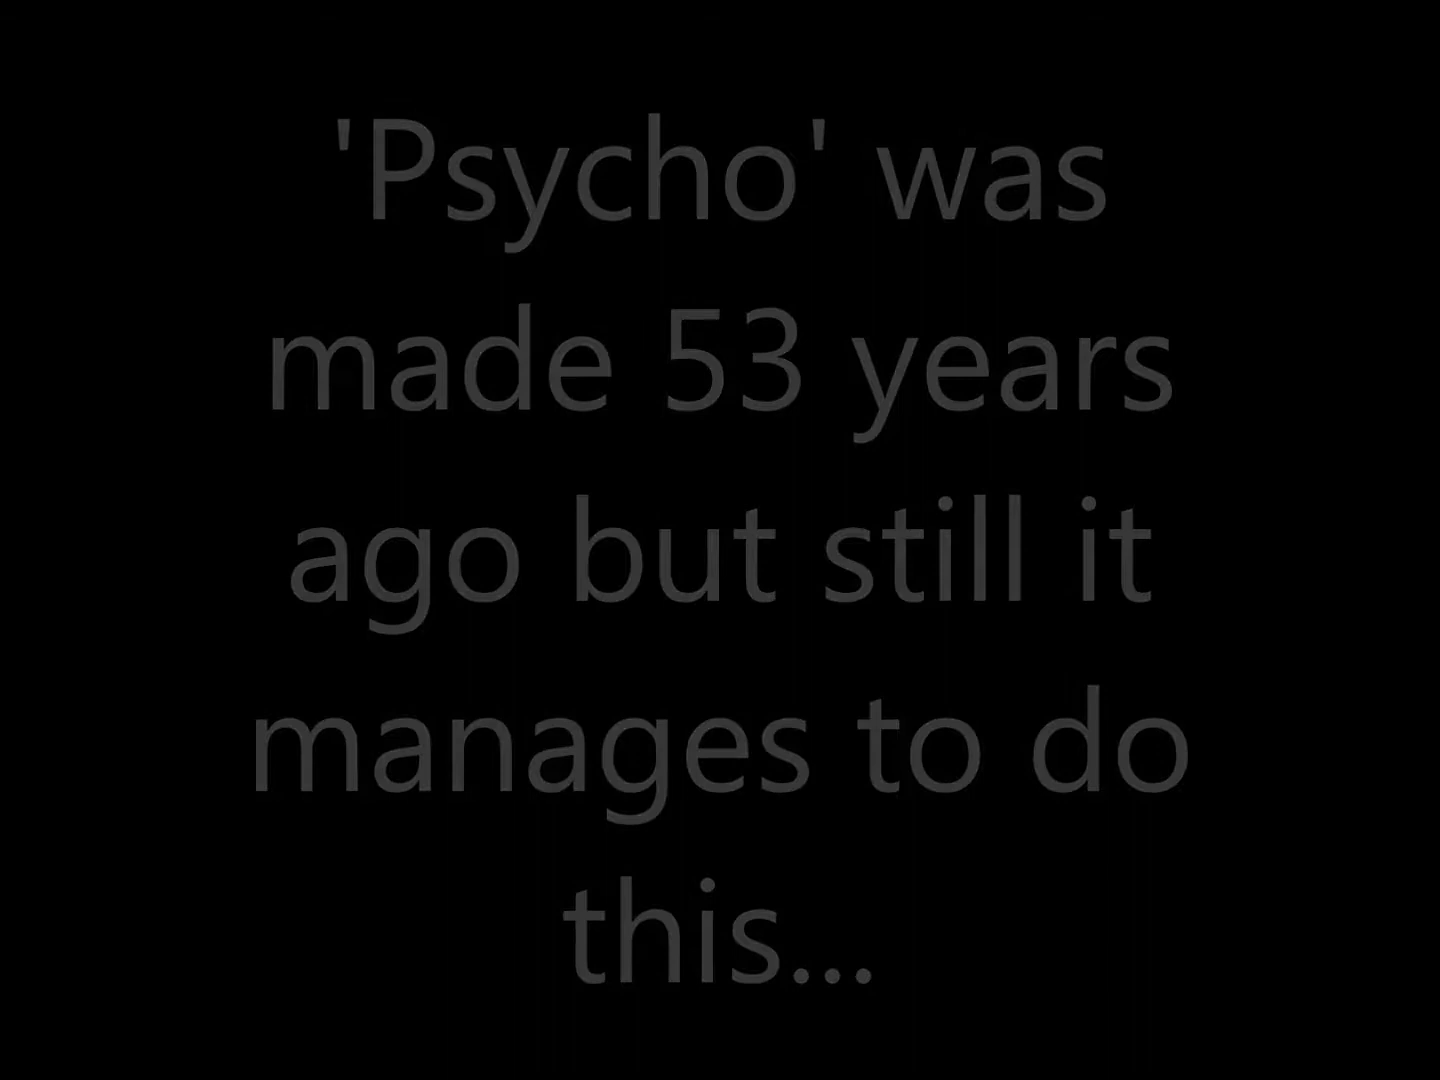 'Psycho' was
made 53 years
ago but still it
manages to do
this...